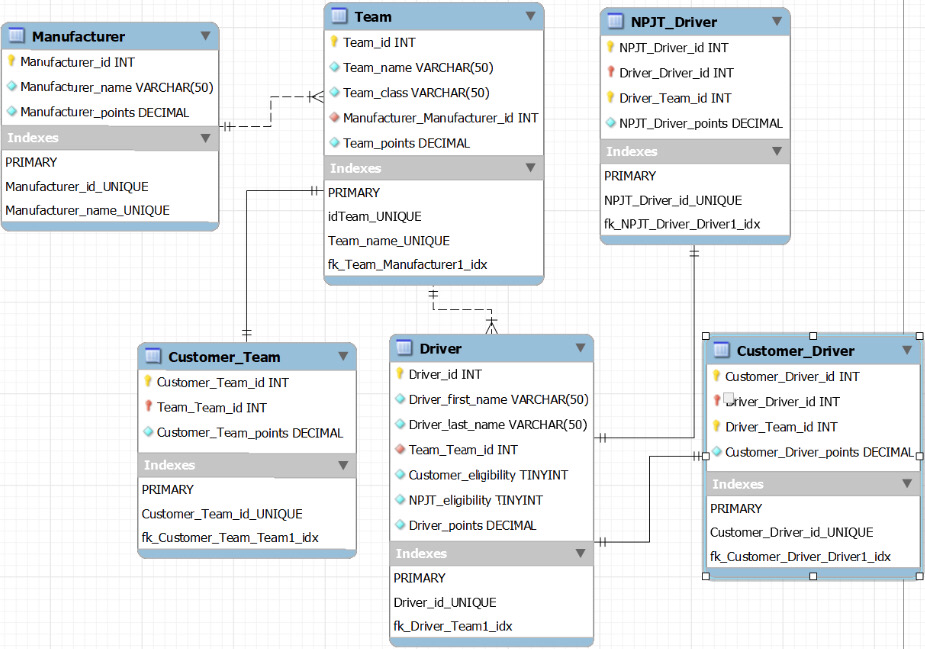 Manufacturer
Manufacturer_id INT
Manufacturer_name VARCHAR(50)
Manufacturer_points DECIMAL
Indexes
PRIMARY
Manufacturer_id_UNIQUE
Manufacturer_name_UNIQUE
Team
Team_id INT
Team_name VARCHAR(50)
Team_class VARCHAR(50)
Manufacturer_Manufacturer_id INT
Team_points DECIMAL
Indexes
PRIMARY
idTeam_UNIQUE
Team_name_UNIQUE
fk_Team_Manufacturer1_idx
NPJT_Driver
NPJT_Driver_id INT
Driver_Driver_id INT
Driver_Team_id INT
NPJT_Driver_points DECIMAL
Indexes
PRIMARY
NPJT_Driver_id_UNIQUE
fk_NPJT_Driver_Driver1_idx
Customer_Team
Customer_Team_id INT
Team_Team_id INT
Customer_Team_points DECIMAL
Indexes
PRIMARY
Customer_Team_id_UNIQUE
fk_Customer_Team_Team1_idx
Driver
Driver_id INT
Driver_first_name VARCHAR(50)
Driver_last_name VARCHAR(50)
Team_Team_id INT
Customer_eligibility TINYINT
NPJT_eligibility TINYINT
Driver_points DECIMAL
Indexes
PRIMARY
Driver_id_UNIQUE
fk_Driver_Team1_idx
Customer_Driver
Customer_Driver_id INT
Driver_Driver_id INT
Driver_Team_id INT
Customer_Driver_points DECIMAL
Indexes
PRIMARY
Customer_Driver_id_UNIQUE
fk_Customer_Driver_Driver1_idx